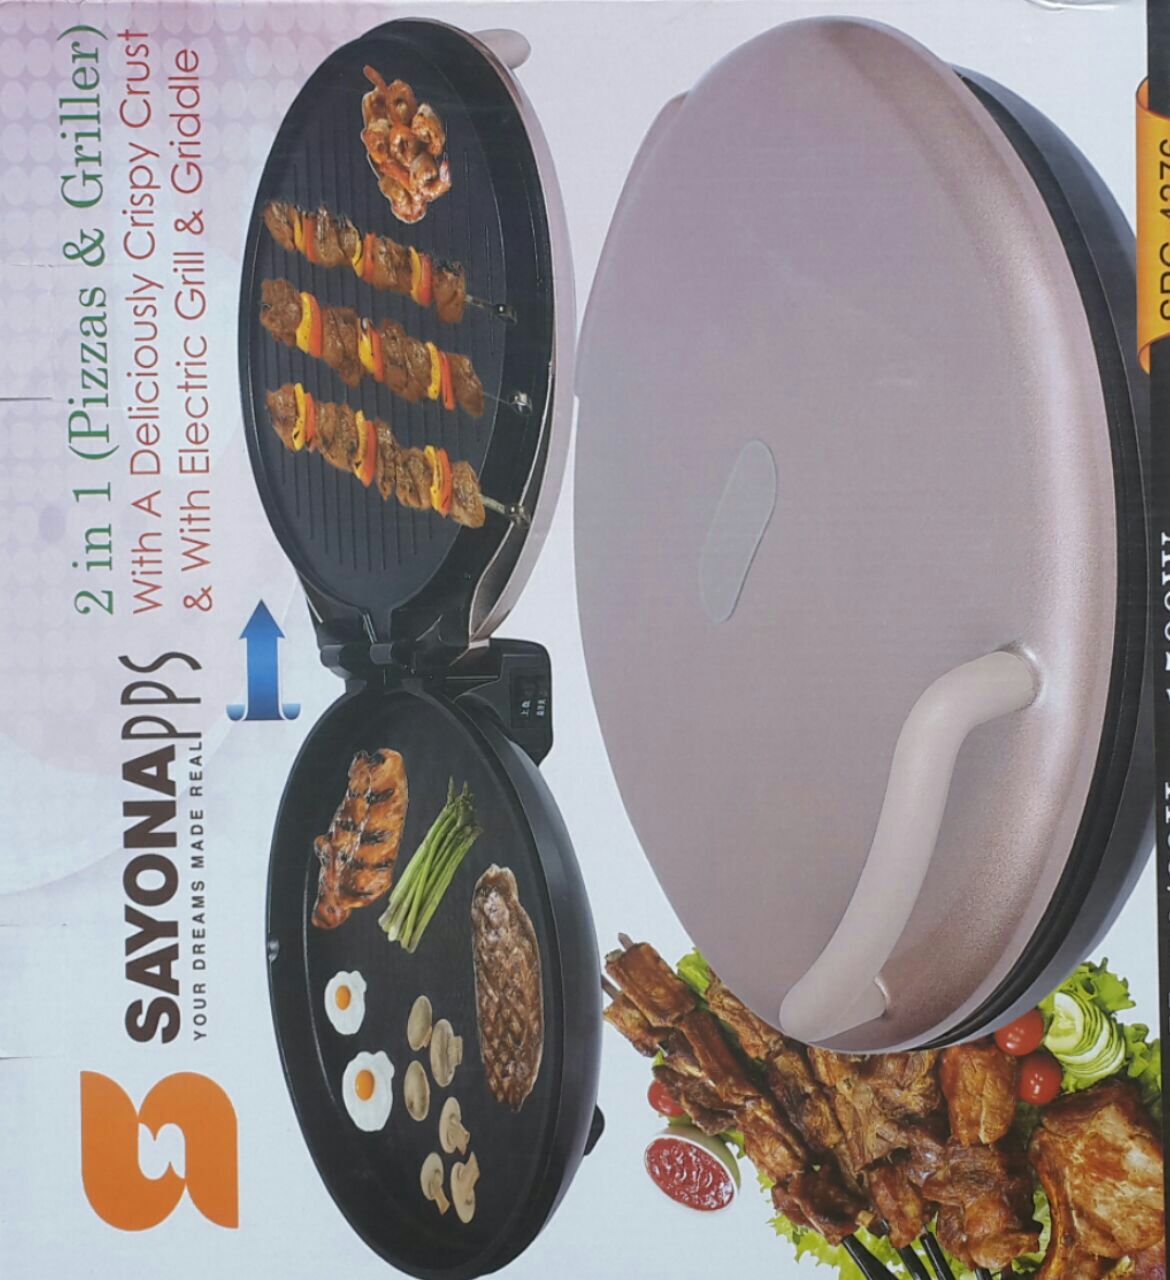 SAYONAPPS
YOUR DREAMS MADE REAL
2 in 1 (Pizzas & Griller)
With A Deliciously Crispy Crust
& With Electric Grill & Griddle